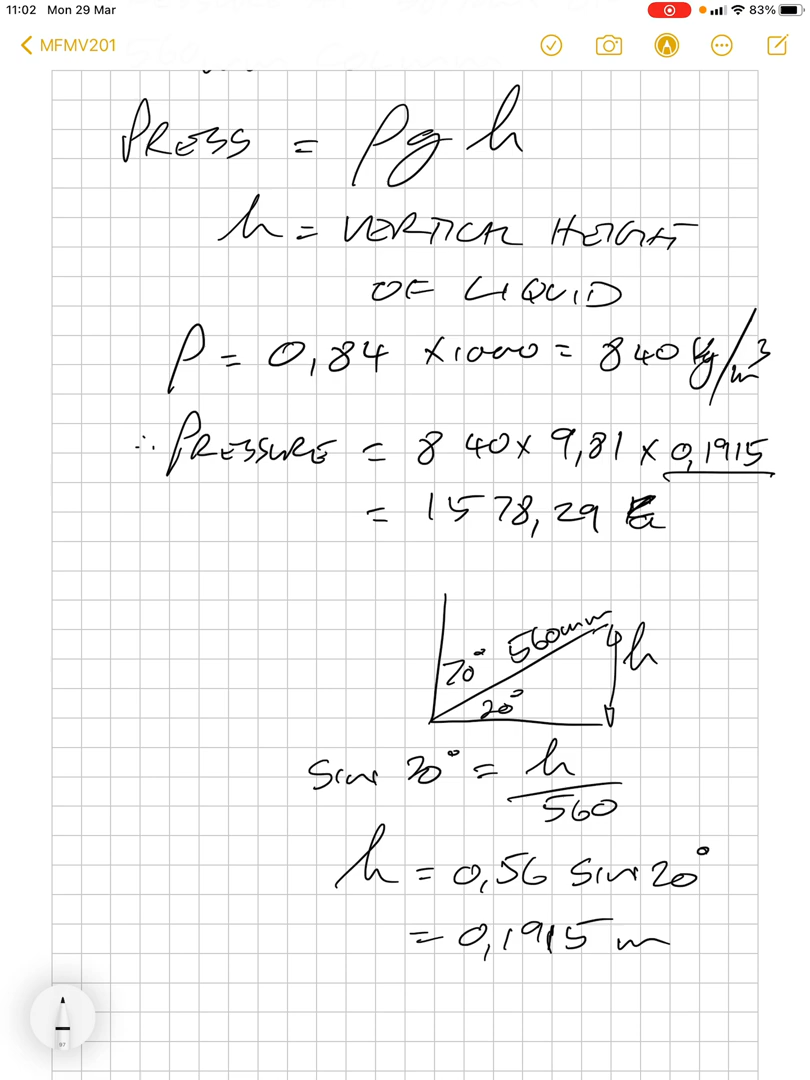 11:02 Mon 29 Mar 83%
MFMV201
PRESS = ρgh
h = VERTICAL HEIGHT
OF LIQUID
ρ = 0,84 ×1000 = 840 kg/m³
∴ PRESSURE = 840 × 9,81 × 0,1915
= 1578,29
560mm
h
70°
20°
Sin 20° = h/560
h = 0,56 Sin 20°
= 0,1915 m
97